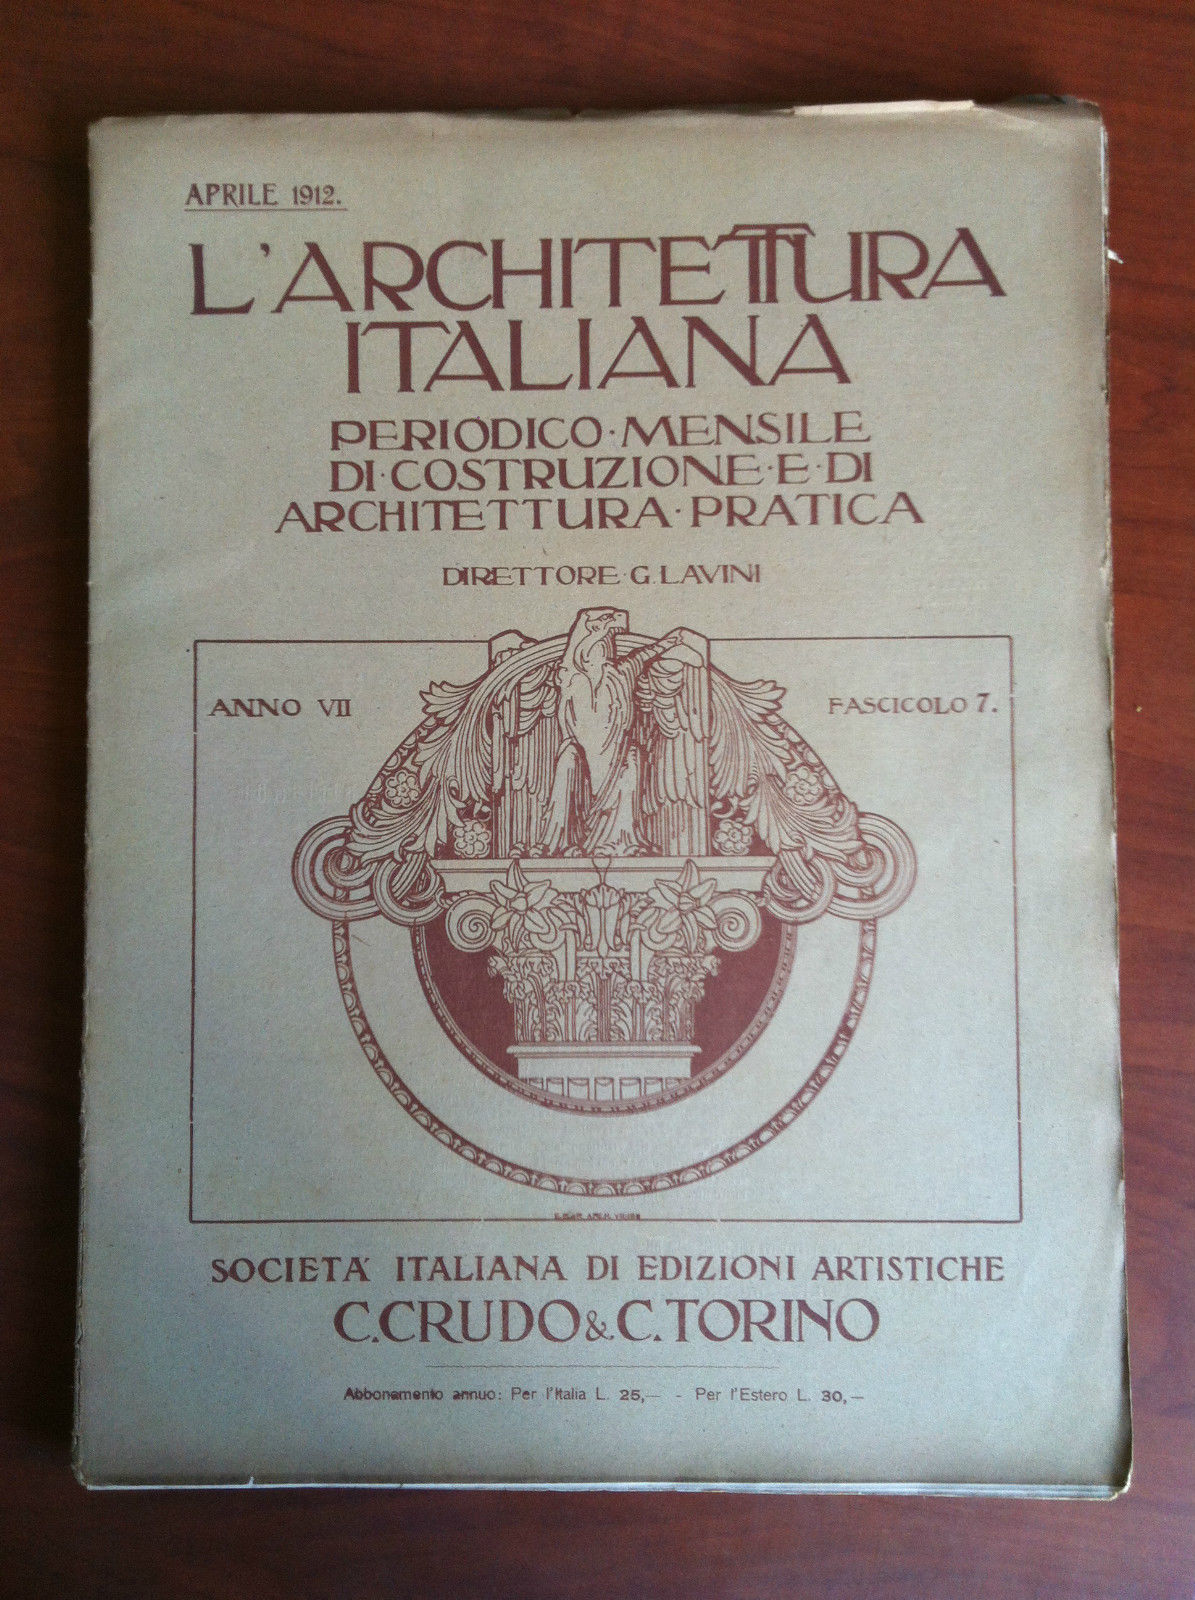 APRILE 1912.
L'ARCHITETTURA
ITALIANA
PERIODICO·MENSILE
DI·COSTRUZIONE·E·DI
ARCHITETTURA·PRATICA
DIRETTORE·G.LAVINI
ANNO VII
FASCICOLO 7.
SOCIETA' ITALIANA DI EDIZIONI ARTISTICHE
C.CRUDO&.C.TORINO
Abbonamento annuo: Per l'Italia L. 25,— - Per l'Estero L. 30,—